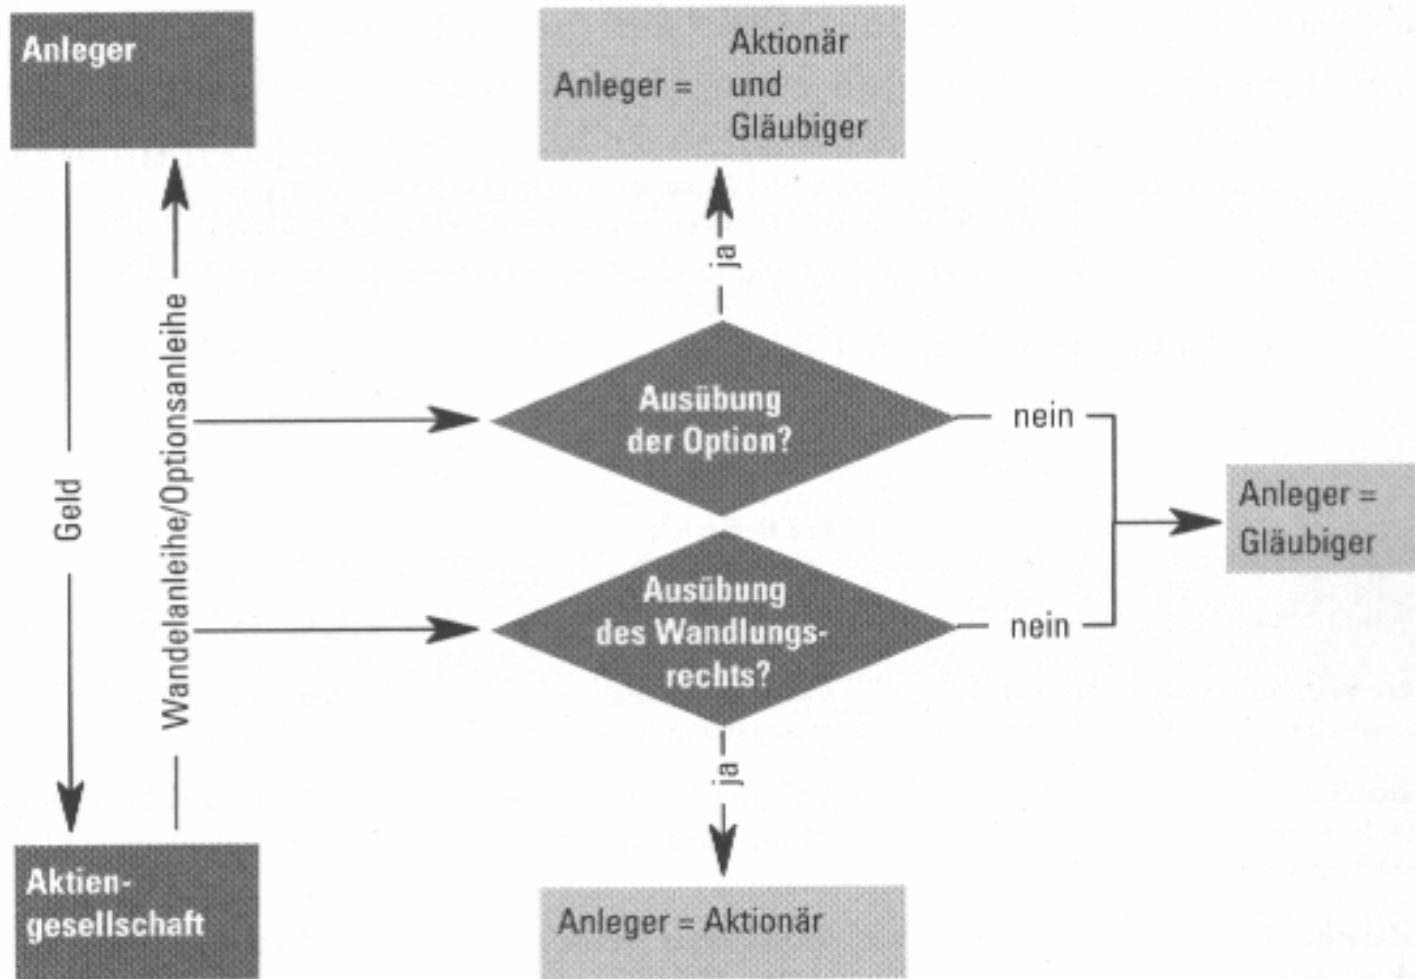 Anleger
Anleger =
Aktionär
und
Gläubiger
ja
Ausübung
der Option?
nein
Geld
Wandelanleihe/Optionsanleihe
Anleger =
Gläubiger
Ausübung
des Wandlungs-
rechts?
nein
ja
Aktien-
gesellschaft
Anleger = Aktionär